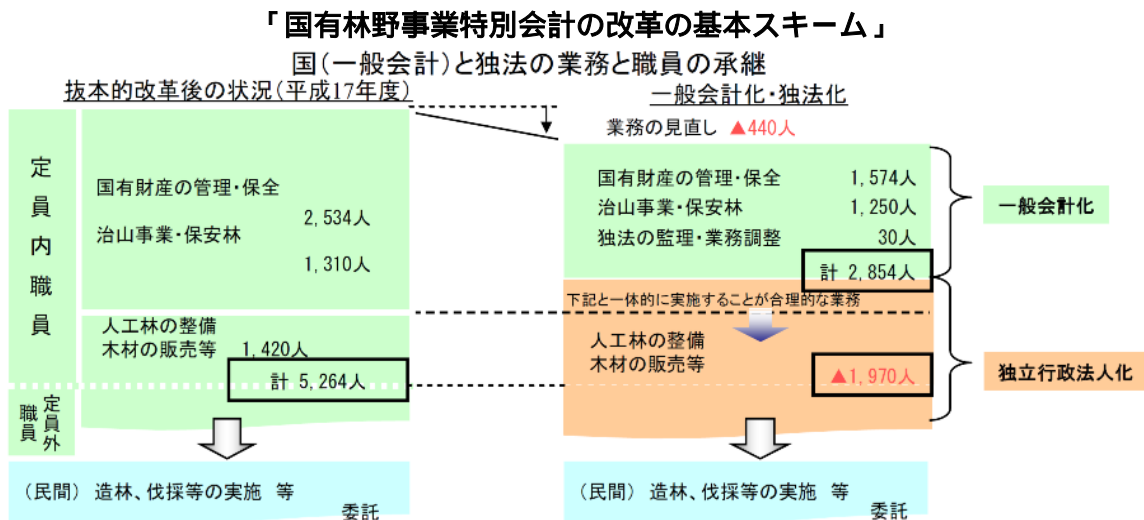 「国有林野事業特別会計の改革の基本スキーム」
国(一般会計)と独法の業務と職員の承継
抜本的改革後の状況(平成17年度)
定員内職員
国有財産の管理・保全
2,534人
治山事業・保安林
1,310人
人工林の整備
木材の販売等 1,420人
計 5,264人
定員外
職員
(民間) 造林、伐採等の実施 等
委託
一般会計化・独法化
業務の見直し ▲440人
国有財産の管理・保全 1,574人
治山事業・保安林 1,250人
独法の監理・業務調整 30人
計 2,854人
一般会計化
下記と一体的に実施することが合理的な業務
人工林の整備
木材の販売等
▲1,970人
独立行政法人化
(民間) 造林、伐採等の実施 等
委託